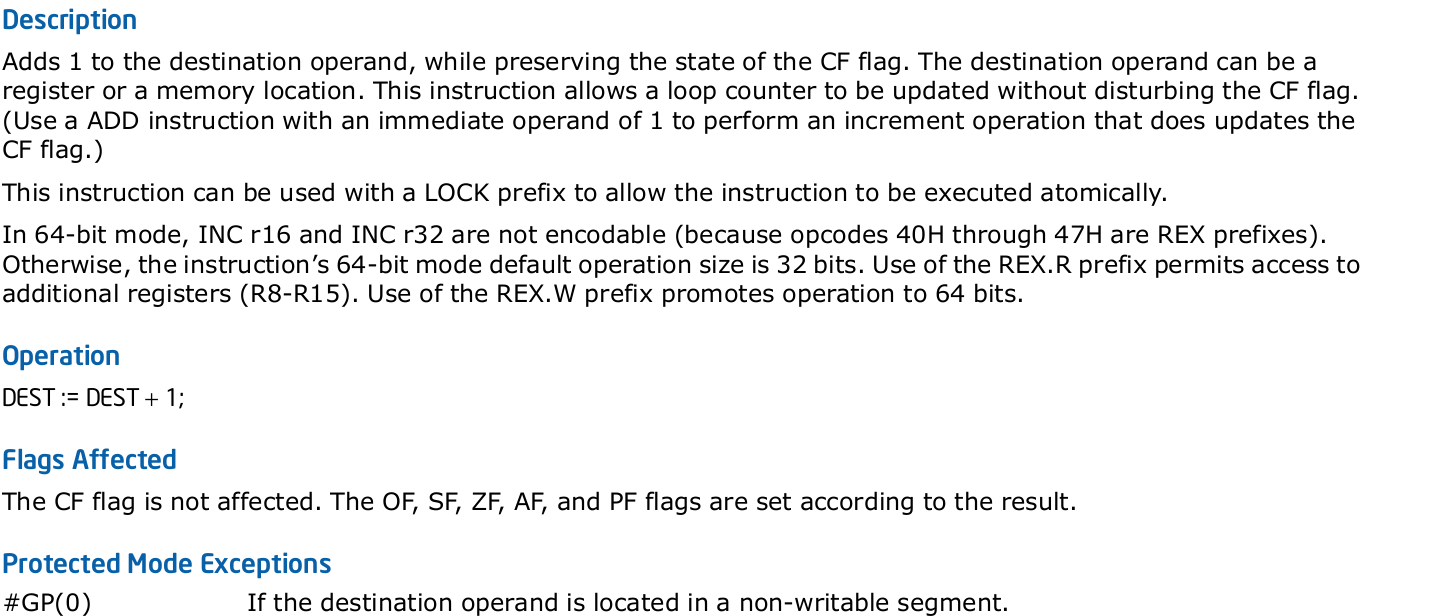 Description
Adds 1 to the destination operand, while preserving the state of the CF flag. The destination operand can be a
register or a memory location. This instruction allows a loop counter to be updated without disturbing the CF flag.
(Use a ADD instruction with an immediate operand of 1 to perform an increment operation that does updates the
CF flag.)
This instruction can be used with a LOCK prefix to allow the instruction to be executed atomically.
In 64-bit mode, INC r16 and INC r32 are not encodable (because opcodes 40H through 47H are REX prefixes).
Otherwise, the instruction’s 64-bit mode default operation size is 32 bits. Use of the REX.R prefix permits access to
additional registers (R8-R15). Use of the REX.W prefix promotes operation to 64 bits.
Operation
DEST := DEST + 1;
Flags Affected
The CF flag is not affected. The OF, SF, ZF, AF, and PF flags are set according to the result.
Protected Mode Exceptions
#GP(0) If the destination operand is located in a non-writable segment.